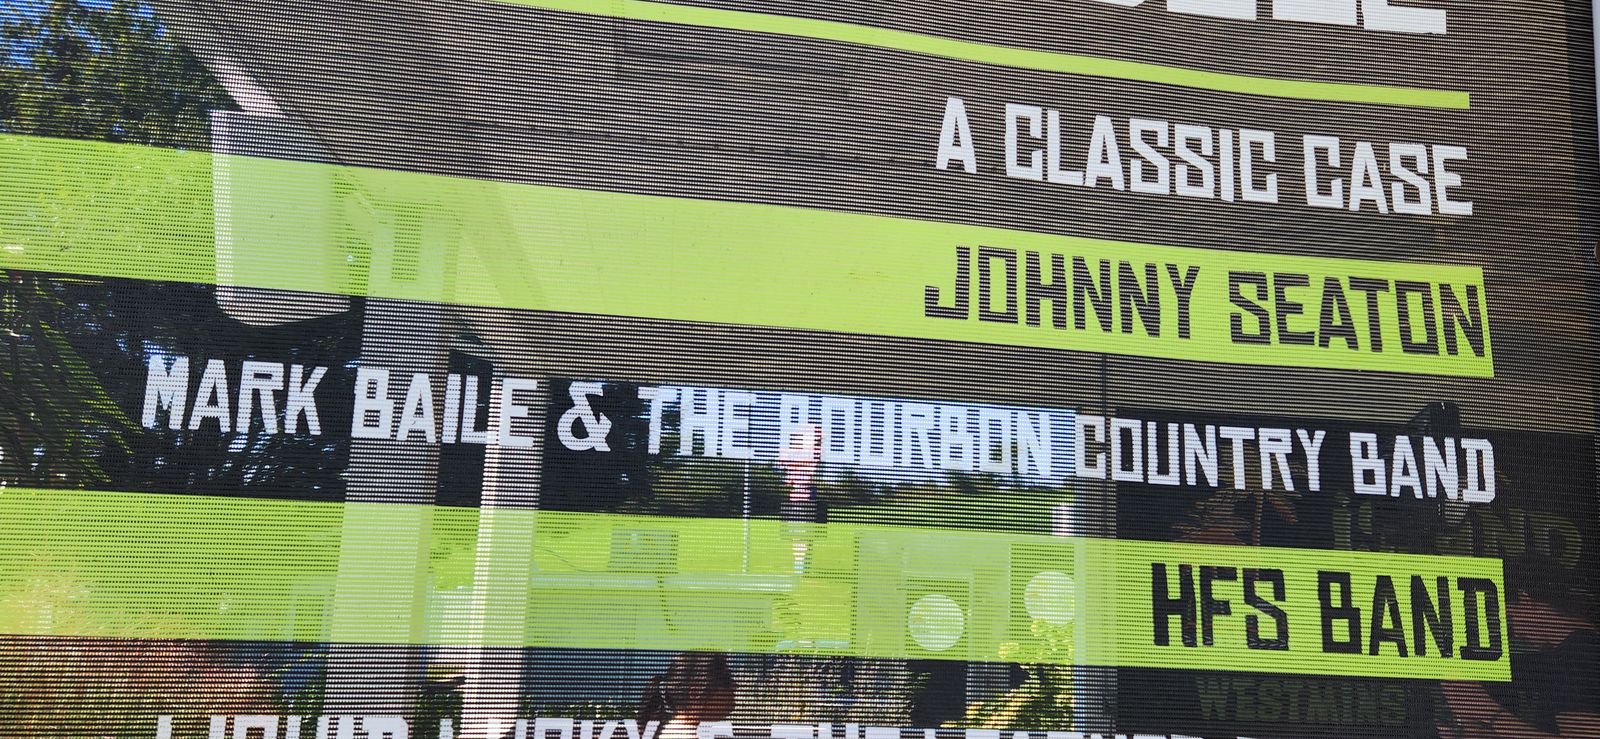 A CLASSIC CASE
JOHNNY SEATON
MARK BAILE & THE BOURBON COUNTRY BAND
HFS BAND